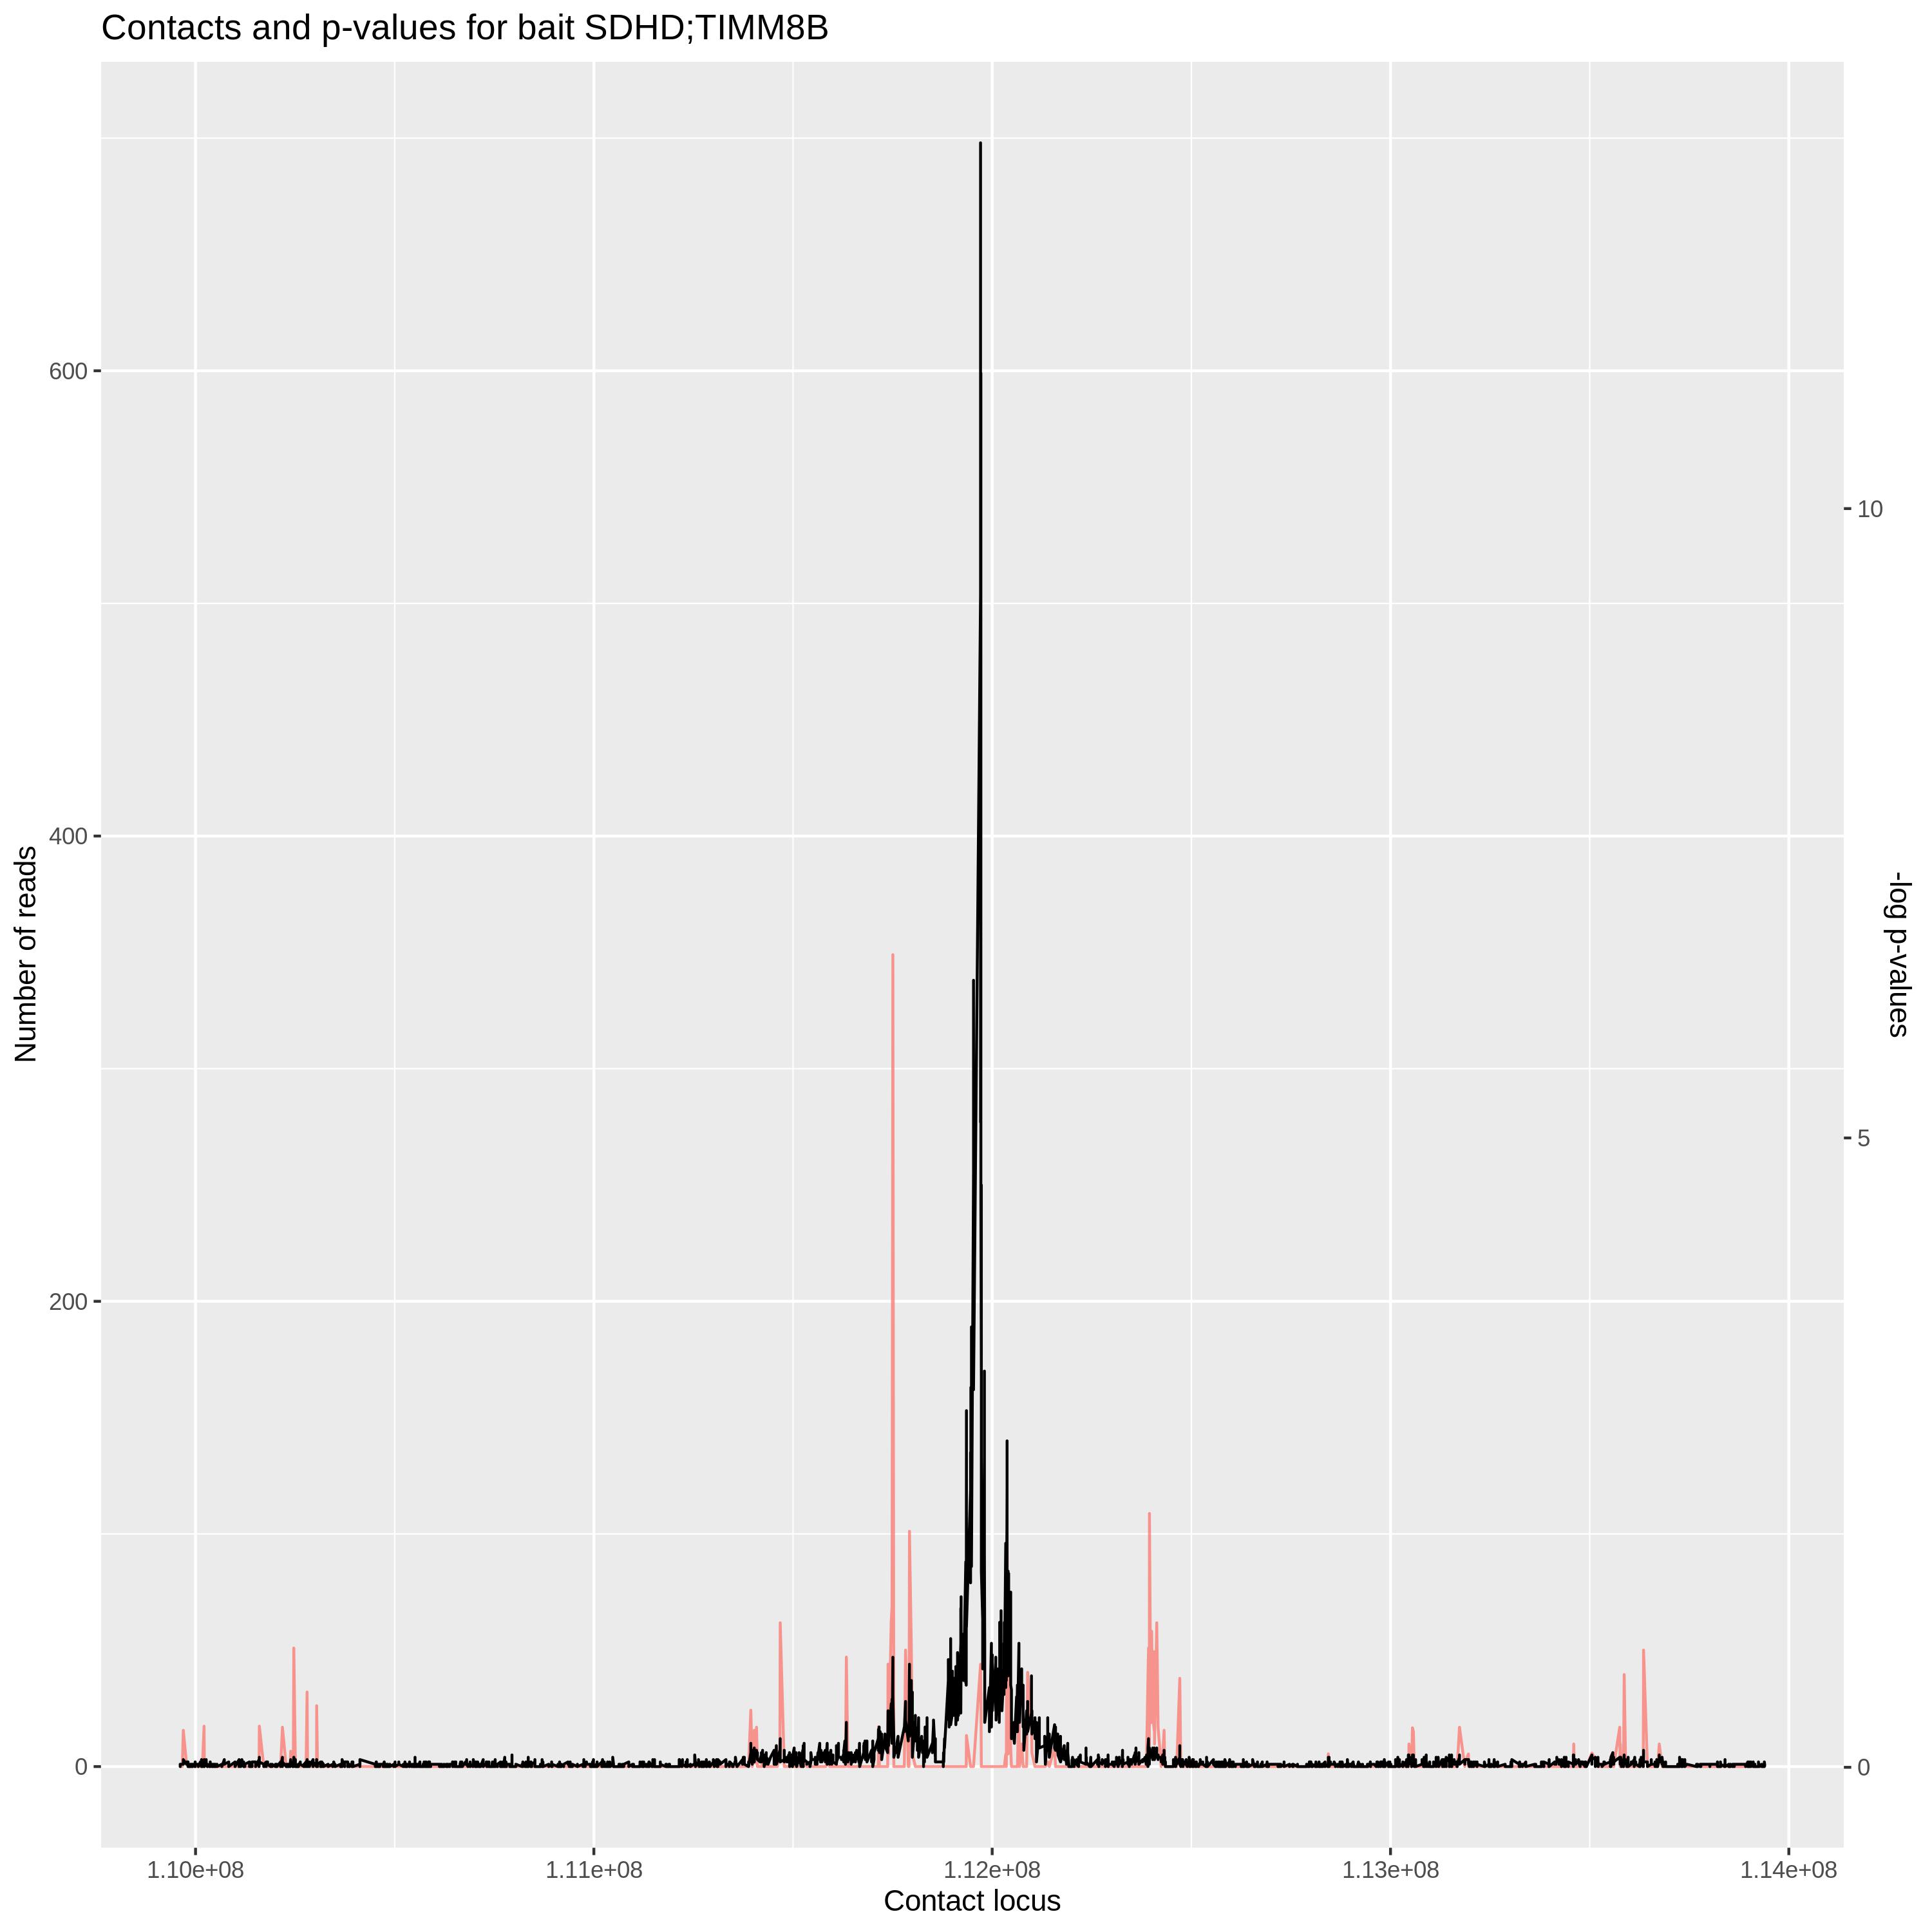 Contacts and p-values for bait SDHD;TIMM8B
600
400
200
0
Number of reads
10
5
0
-log p-values
1.10e+08
1.11e+08
1.12e+08
1.13e+08
1.14e+08
Contact locus